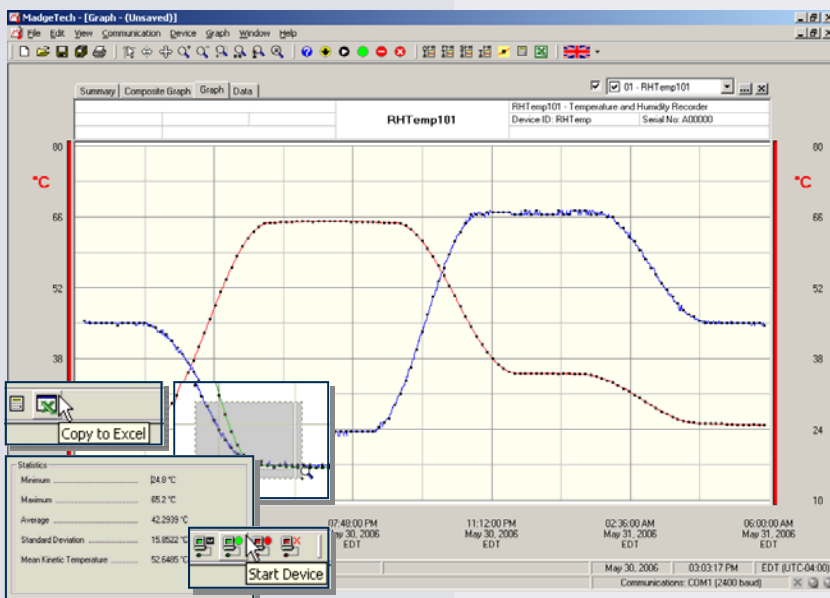 MadgeTech - [Graph - (Unsaved)]
File Edit View Communication Device Graph Window Help
Summary Composite Graph Graph Data
01 - RHTemp101
RHTemp101
RHTemp101 - Temperature and Humidity Recorder
Device ID: RHTemp Serial No: A00000
80 80
°C °C
66 66
52 52
38 38
24
10
Copy to Excel
Statistics
Minimum 24.8 °C
Maximum 65.2 °C
Average 42.2939 °C
Standard Deviation 15.8522 °C
Mean Kinetic Temperature 52.6485 °C
Start Device
07:48:00 PM 11:12:00 PM 02:36:00 AM 06:00:00 AM
May 30, 2006 May 30, 2006 May 31, 2006 May 31, 2006
EDT EDT EDT EDT
May 30, 2006 03:03:17 PM EDT (UTC-04:00)
Communications: COM1 (2400 baud)